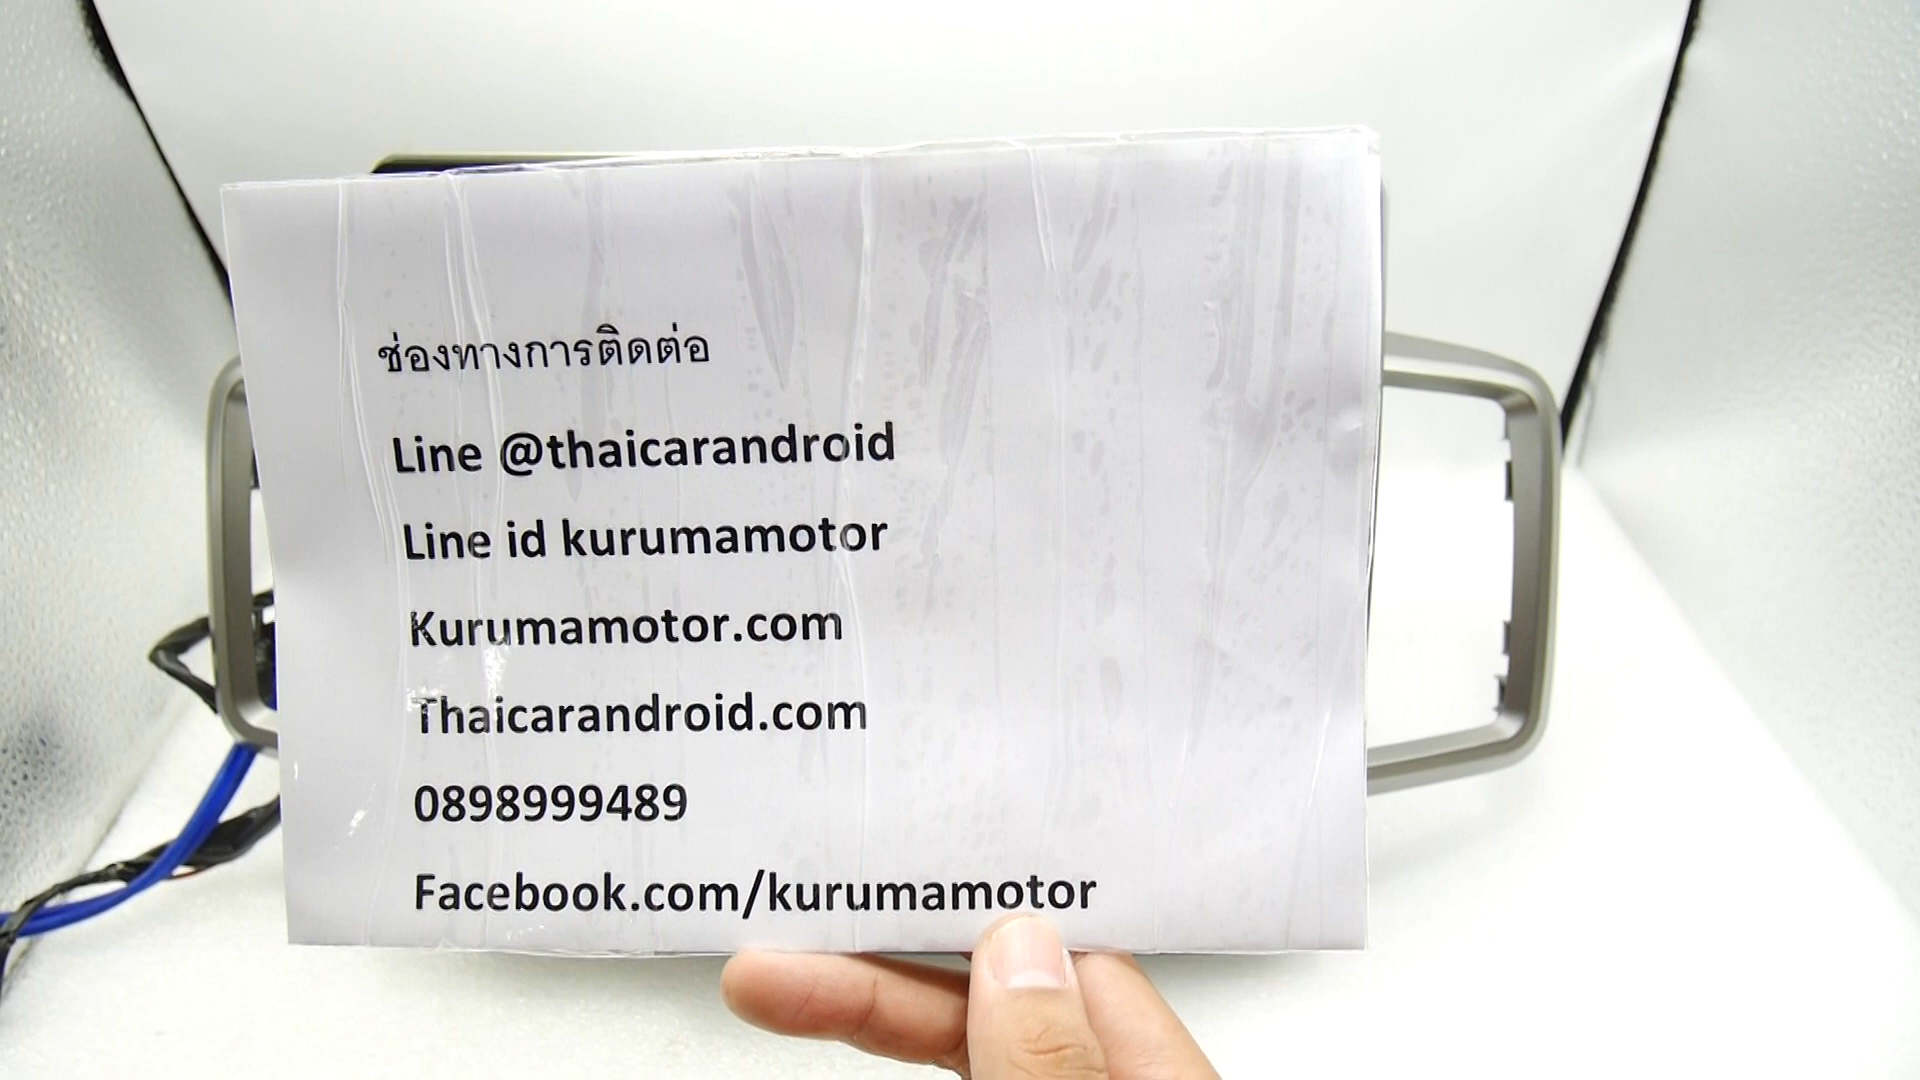 ช่องทางการติดต่อ
Line @thaicarandroid
Line id kurumamotor
Kurumamotor.com
Thaicarandroid.com
0898999489
Facebook.com/kurumamotor